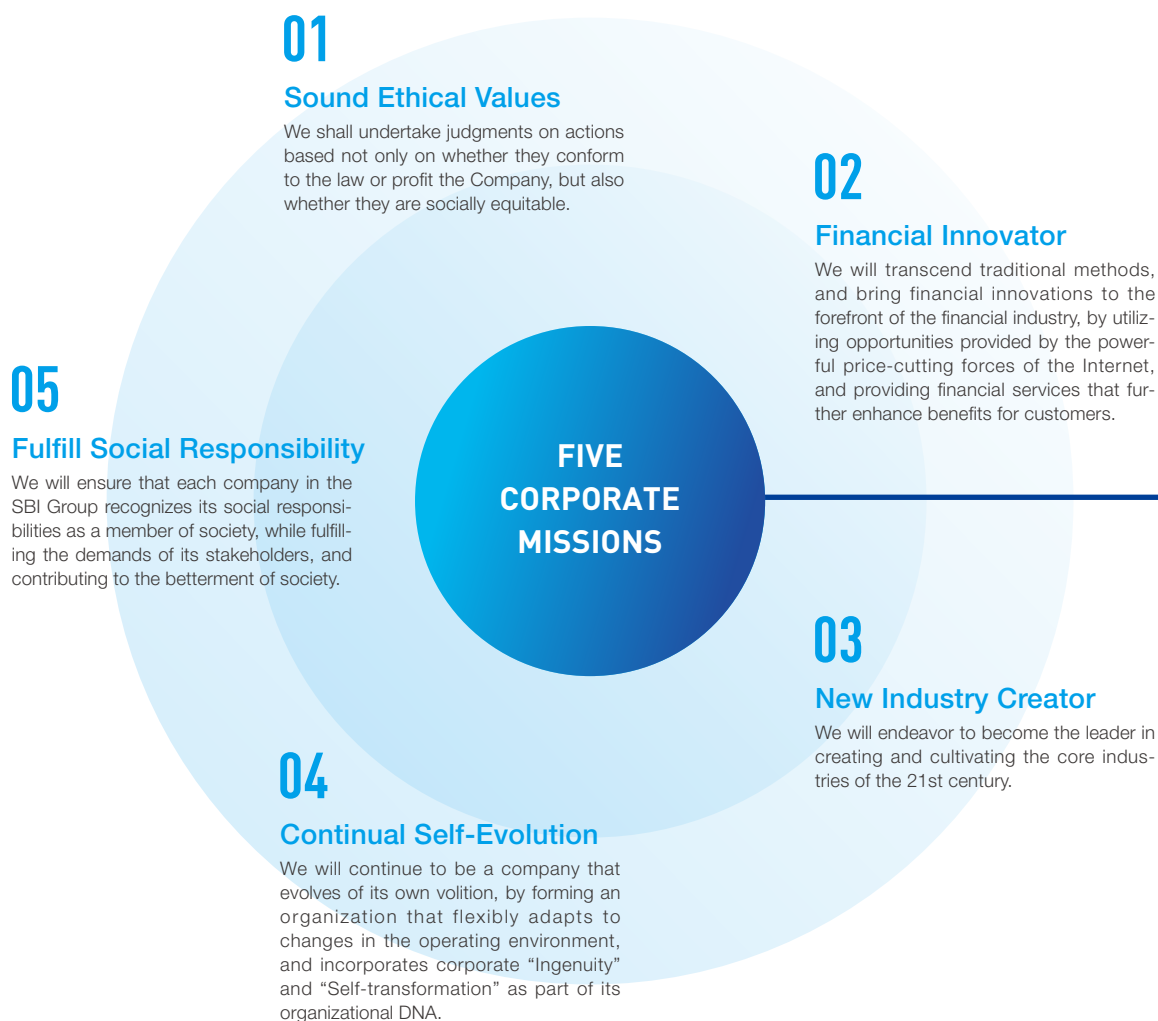 01
Sound Ethical Values
We shall undertake judgments on actions
based not only on whether they conform
to the law or profit the Company, but also
whether they are socially equitable.
02
Financial Innovator
We will transcend traditional methods,
and bring financial innovations to the
forefront of the financial industry, by utiliz-
ing opportunities provided by the power-
ful price-cutting forces of the Internet,
and providing financial services that fur-
ther enhance benefits for customers.
05
Fulfill Social Responsibility
We will ensure that each company in the
SBI Group recognizes its social responsi-
bilities as a member of society, while fulfill-
ing the demands of its stakeholders, and
contributing to the betterment of society.
FIVE
CORPORATE
MISSIONS
03
New Industry Creator
We will endeavor to become the leader in
creating and cultivating the core indus-
tries of the 21st century.
04
Continual Self-Evolution
We will continue to be a company that
evolves of its own volition, by forming an
organization that flexibly adapts to
changes in the operating environment,
and incorporates corporate “Ingenuity”
and “Self-transformation” as part of its
organizational DNA.